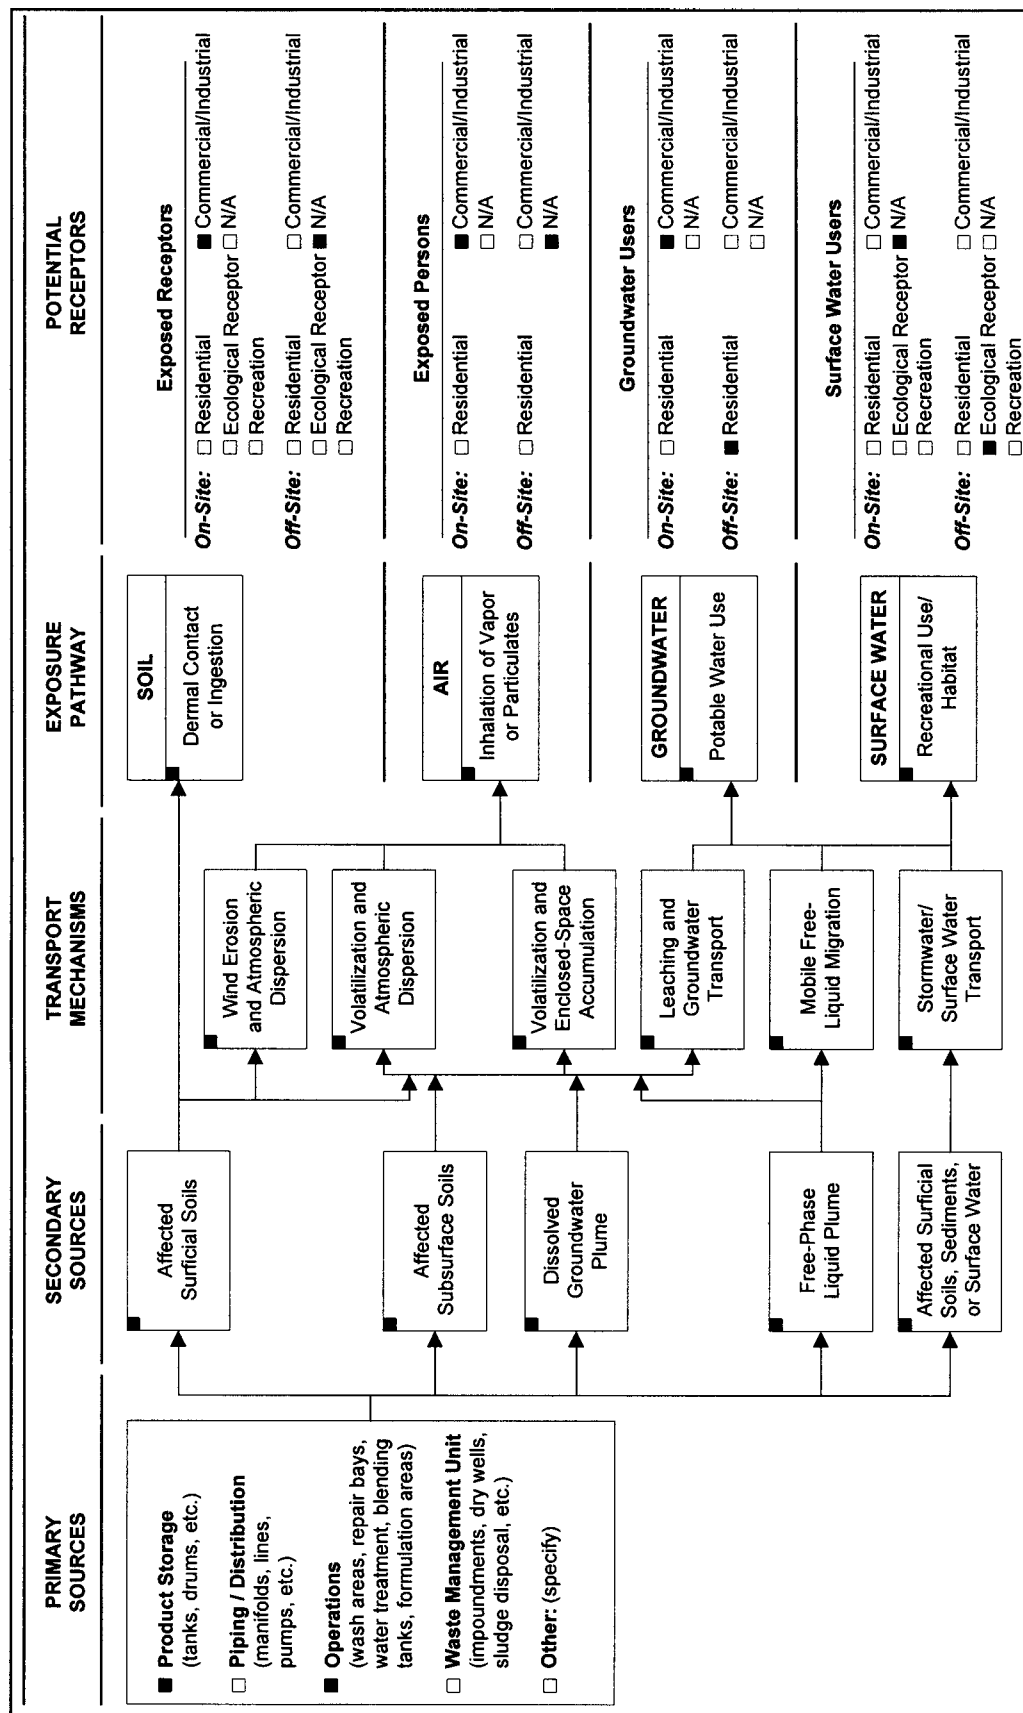 PRIMARY
SOURCES
SECONDARY
SOURCES
TRANSPORT
MECHANISMS
EXPOSURE
PATHWAY
POTENTIAL
RECEPTORS
■ Product Storage
(tanks, drums, etc.)
□ Piping / Distribution
(manifolds, lines,
pumps, etc.)
■ Operations
(wash areas, repair bays,
water treatment, blending
tanks, formulation areas)
□ Waste Management Unit
(impoundments, dry wells,
sludge disposal, etc.)
□ Other: (specify)
Affected
Surficial Soils
Affected
Subsurface Soils
Dissolved
Groundwater
Plume
Free-Phase
Liquid Plume
Affected Surficial
Soils, Sediments,
or Surface Water
Wind Erosion
and Atmospheric
Dispersion
Volatilization and
Atmospheric
Dispersion
Volatilization and
Enclosed-Space
Accumulation
Leaching and
Groundwater
Transport
Mobile Free-
Liquid Migration
Stormwater/
Surface Water
Transport
SOIL
Dermal Contact
or Ingestion
AIR
Inhalation of Vapor
or Particulates
GROUNDWATER
Potable Water Use
SURFACE WATER
Recreational Use/
Habitat
Exposed Receptors
On-Site: □ Residential ■ Commercial/Industrial
□ Ecological Receptor □ N/A
□ Recreation
Off-Site: □ Residential □ Commercial/Industrial
□ Ecological Receptor ■ N/A
□ Recreation
Exposed Persons
On-Site: □ Residential ■ Commercial/Industrial
□ N/A
Off-Site: □ Residential □ Commercial/Industrial
■ N/A
Groundwater Users
On-Site: □ Residential ■ Commercial/Industrial
□ N/A
Off-Site: ■ Residential □ Commercial/Industrial
□ N/A
Surface Water Users
On-Site: □ Residential □ Commercial/Industrial
□ Ecological Receptor ■ N/A
□ Recreation
Off-Site: □ Residential □ Commercial/Industrial
■ Ecological Receptor □ N/A
□ Recreation